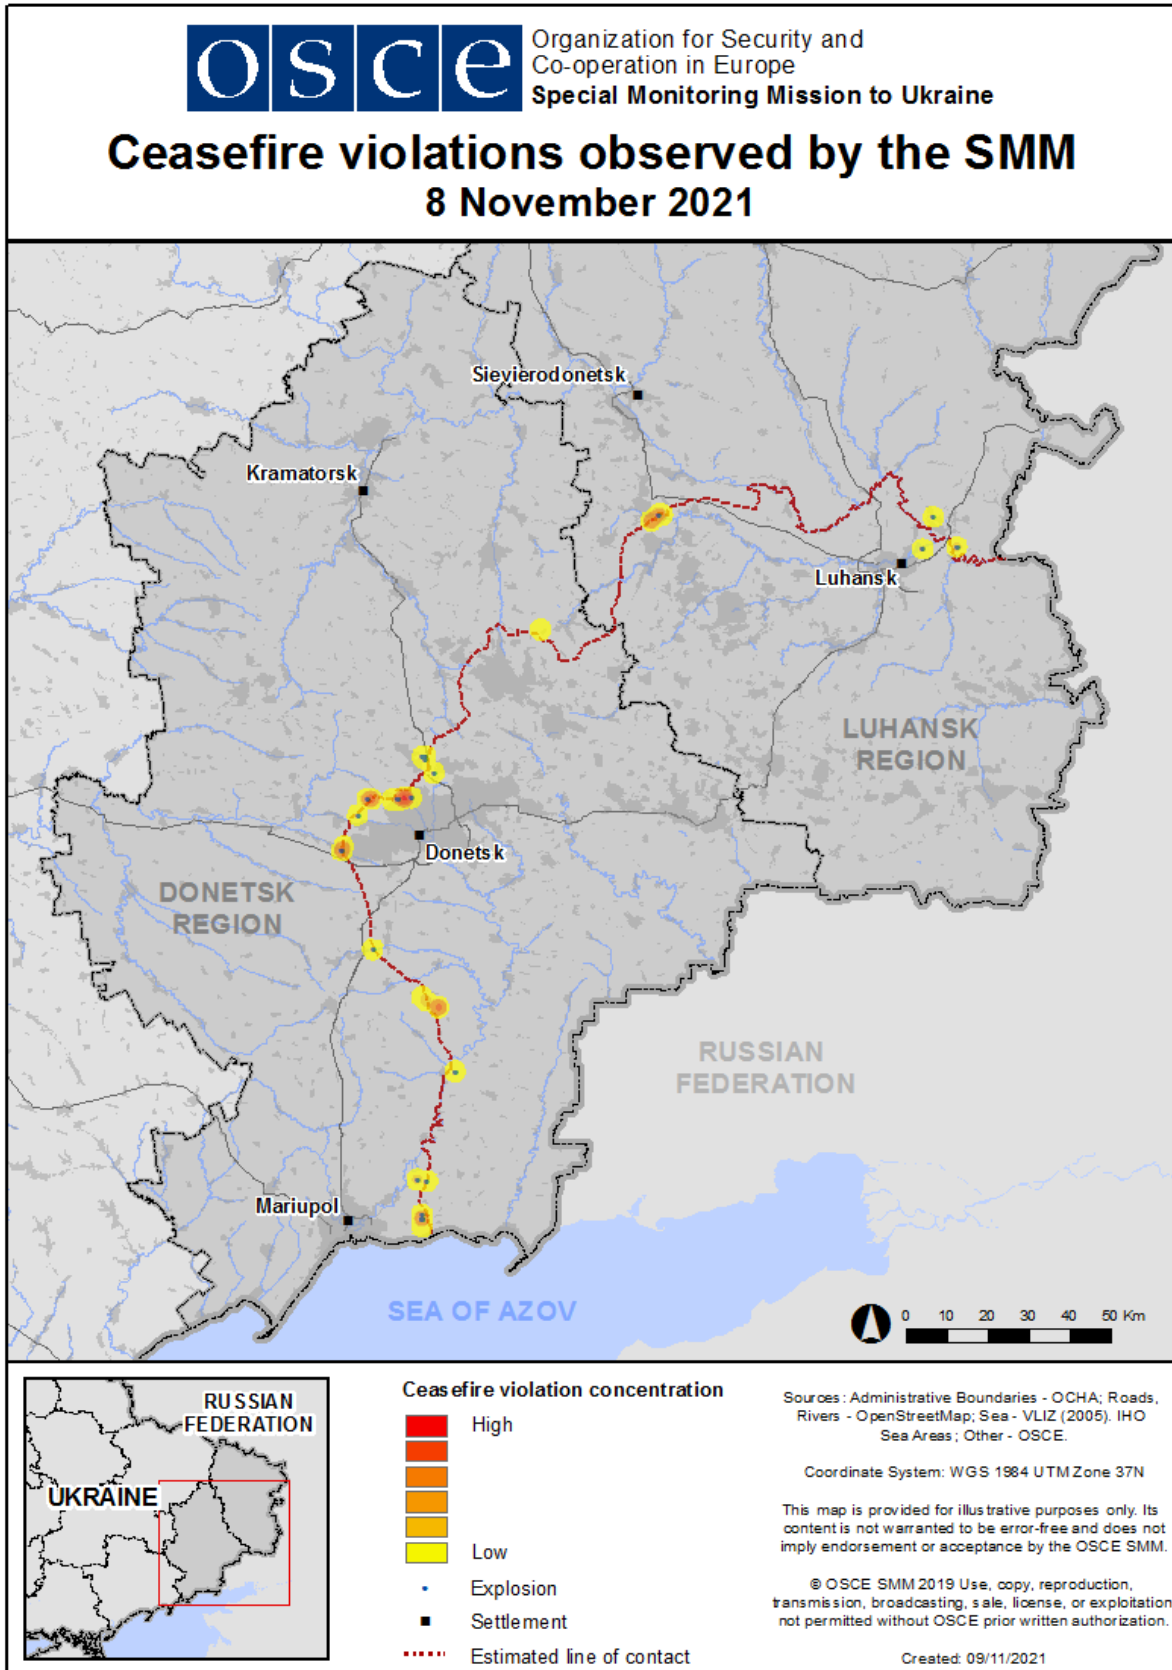 osce
Organization for Security and
Co-operation in Europe
Special Monitoring Mission to Ukraine
Ceasefire violations observed by the SMM
8 November 2021
Sievierodonetsk
Kramatorsk
Luhansk
LUHANSK
REGION
Donetsk
DONETSK
REGION
RUSSIAN
FEDERATION
Mariupol
SEA OF AZOV
0 10 20 30 40 50 Km
RUSSIAN
FEDERATION
UKRAINE
Ceasefire violation concentration
High
Low
Explosion
Settlement
Estimated line of contact
Sources: Administrative Boundaries - OCHA; Roads,
Rivers - OpenStreetMap; Sea - VLIZ (2005). IHO
Sea Areas; Other - OSCE.
Coordinate System: WGS 1984 UTM Zone 37N
This map is provided for illustrative purposes only. Its
content is not warranted to be error-free and does not
imply endorsement or acceptance by the OSCE SMM.
© OSCE SMM 2019 Use, copy, reproduction,
transmission, broadcasting, sale, license, or exploitation
not permitted without OSCE prior written authorization.
Created: 09/11/2021